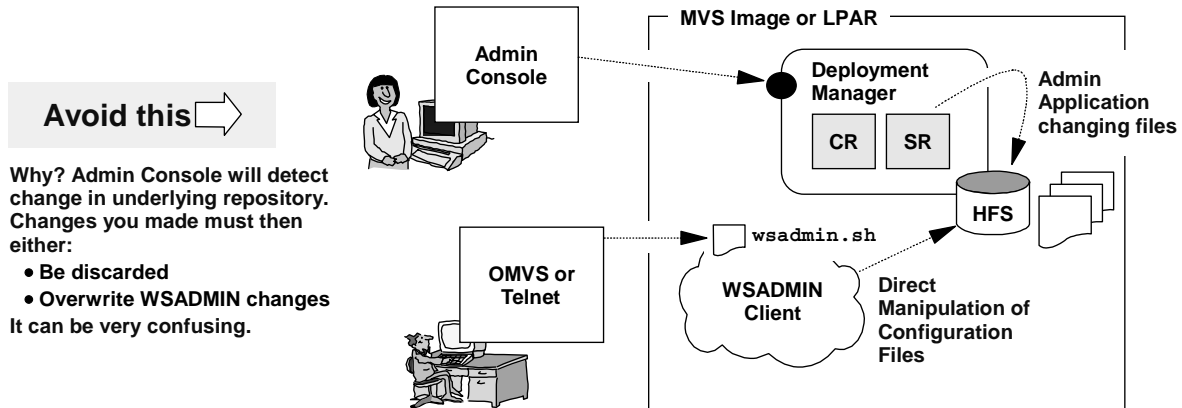 Avoid this
Why? Admin Console will detect
change in underlying repository.
Changes you made must then
either:
• Be discarded
• Overwrite WSADMIN changes
It can be very confusing.
Admin
Console
OMVS or
Telnet
MVS Image or LPAR
Deployment
Manager
CR
SR
Admin
Application
changing files
HFS
wsadmin.sh
WSADMIN
Client
Direct
Manipulation of
Configuration
Files